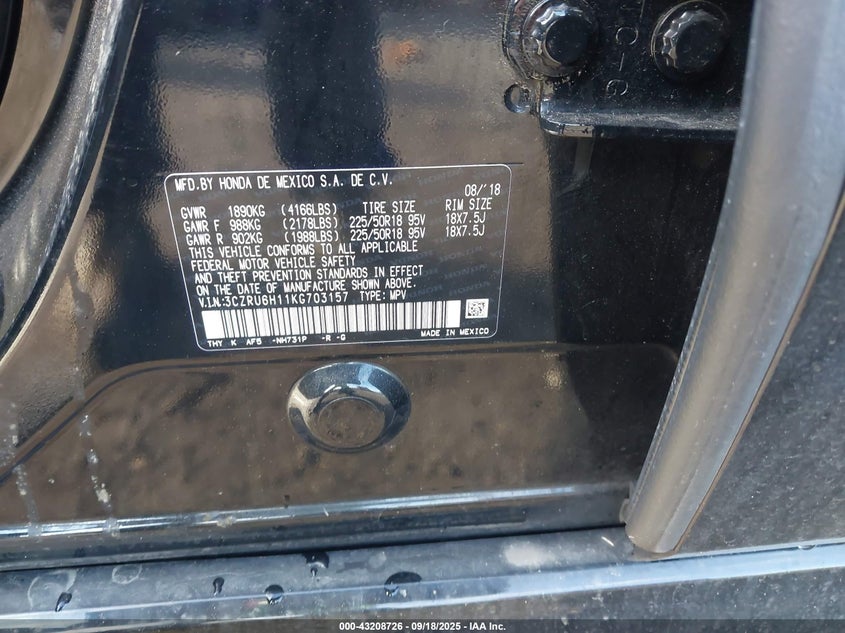 MFD.BY HONDA DE MEXICO S.A. DE C.V.
08/'18
GVWR 1890KG (4166LBS) TIRE SIZE RIM SIZE
GAWR F 988KG (2178LBS) 225/50R18 95V 18X7.5J
GAWR R 902KG (1988LBS) 225/50R18 95V 18X7.5J
THIS VEHICLE CONFORMS TO ALL APPLICABLE
FEDERAL MOTOR VEHICLE SAFETY
AND THEFT PREVENTION STANDARDS IN EFFECT
ON THE DATE OF MANUFACTURE SHOWN ABOVE.
V.I.N:3CZRU6H11KG703157 TYPE: MPV
MADE IN MEXICO
THY K AF5 -NH731P -R -G
000-43208726 09/18/2025 IAA Inc.